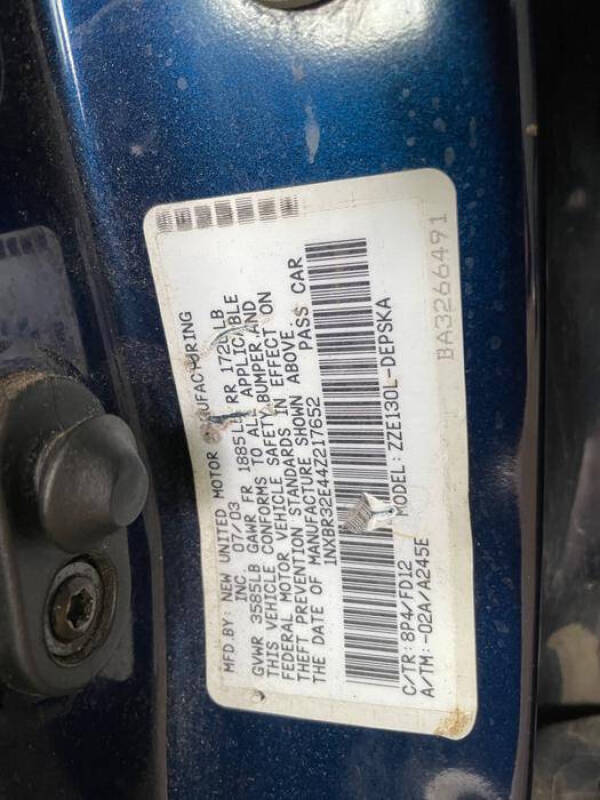 MFD.BY: NEW UNITED MOTOR MANUFACTURING
INC. 07/03
GVWR 3585LB GAWR FR 1885LB RR 1725LB
THIS VEHICLE CONFORMS TO ALL APPLICABLE
FEDERAL MOTOR VEHICLE SAFETY,BUMPER,AND
THEFT PREVENTION STANDARDS IN EFFECT ON
THE DATE OF MANUFACTURE SHOWN ABOVE.
1NXBR32E44Z217652 PASS CAR
MODEL: ZZE130L-DEPSKA
C/TR: 8P4/FD12
A/TM: -02A/A245E
BA3266491